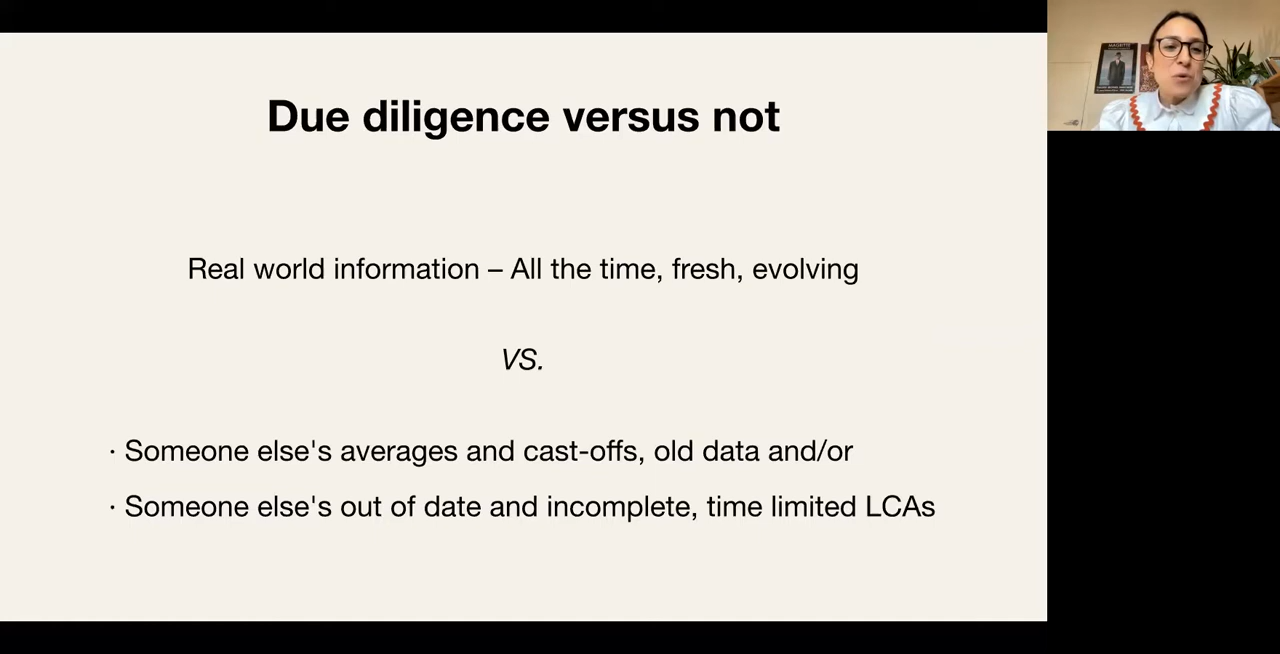 Due diligence versus not
Real world information – All the time, fresh, evolving
VS.
· Someone else's averages and cast-offs, old data and/or
· Someone else's out of date and incomplete, time limited LCAs
MAGRITTE